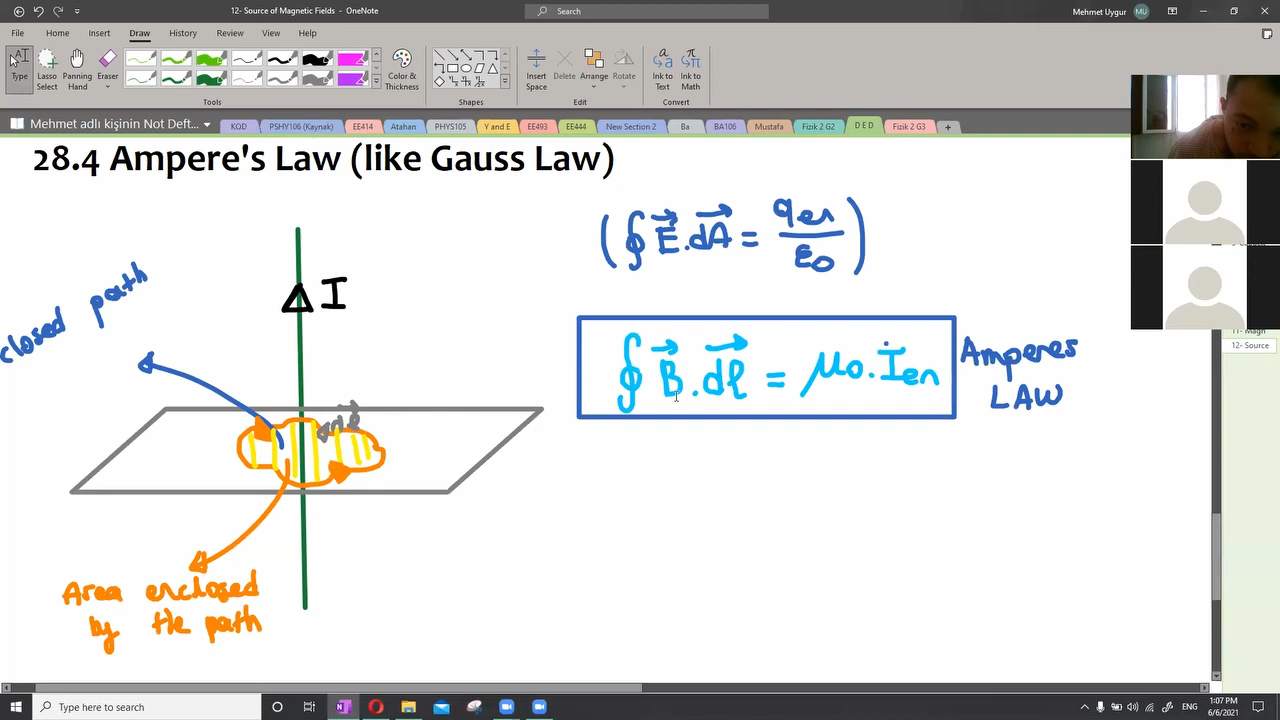 12- Source of Magnetic Fields - OneNote
Search
Mehmet Uygur
MU
File Home Insert Draw History Review View Help
Type
Lasso Select
Panning Hand
Eraser
Color & Thickness
Insert Space
Delete
Arrange
Rotate
Ink to Text
Ink to Math
Tools
Shapes
Edit
Convert
Mehmet adlı kişinin Not Deft...
KOD PSHY106 (Kaynak) EE414 Atahan PHYS105 Y and E EE493 EE444 New Section 2 Ba BA106 Mustafa Fizik 2 G2 D E D Fizik 2 G3 +
28.4 Ampere's Law (like Gauss Law)
(∮ E⃗ . dA⃗ = qen / ε0)
I
closed path
∮ B⃗ . dℓ⃗ = μ0 . Ien
Amperes
LAW
dℓ⃗
Area enclosed
by the path
12- Source
Type here to search
ENG
1:07 PM
6/6/2021